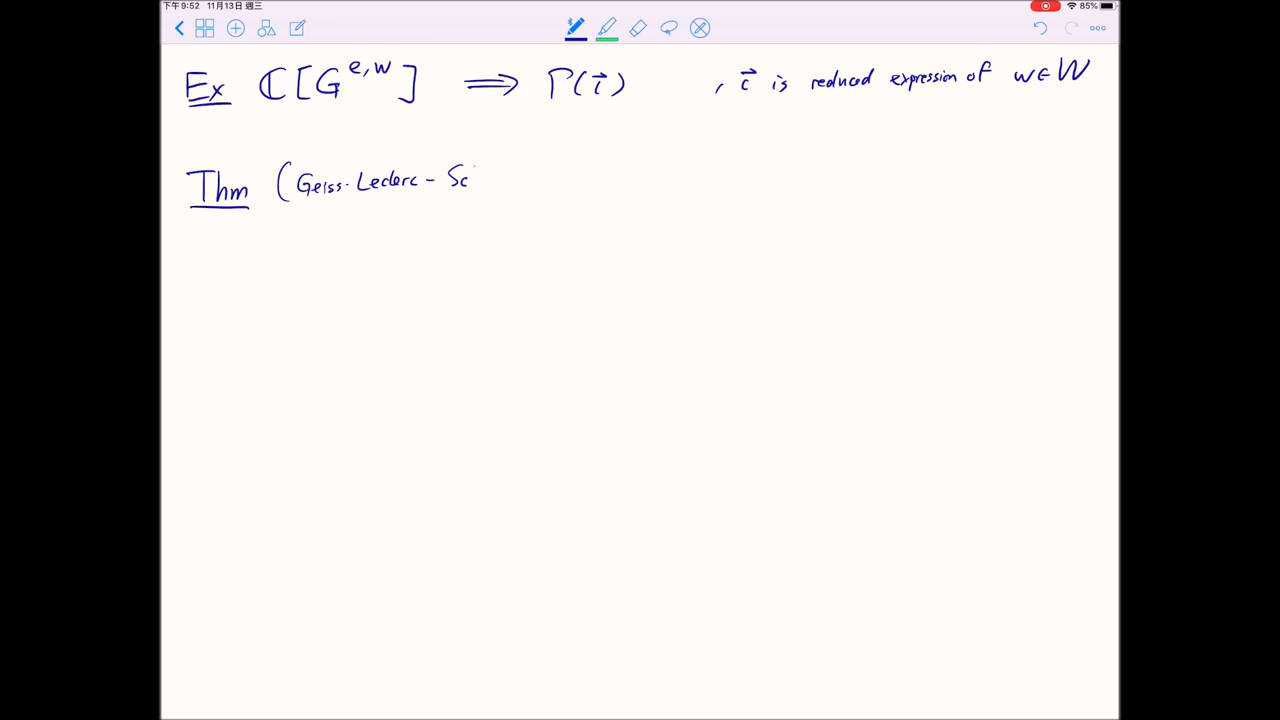 下午9:52 11月13日 週三 85%
Ex ℂ[G^{e,w}] ⟹ Γ(i⃗) , i⃗ is reduced expression of w∈W
Thm (Geiss-Leclerc-Sc